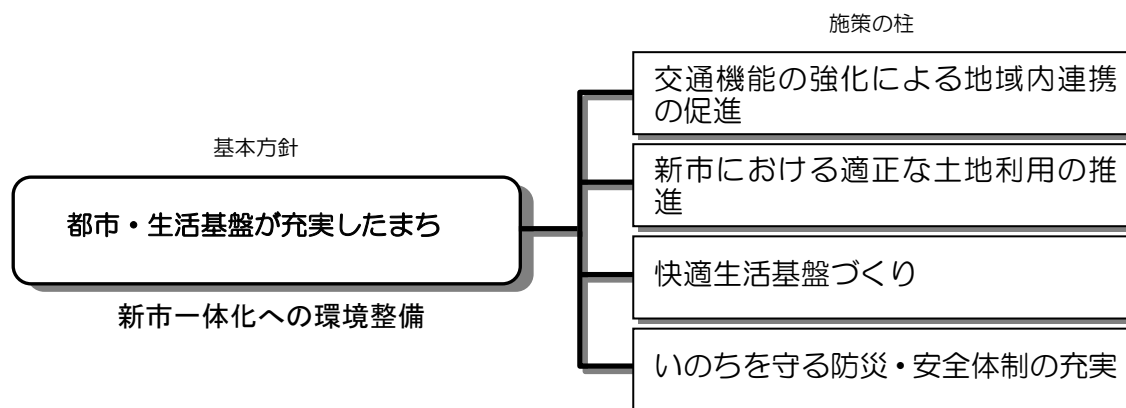 施策の柱
交通機能の強化による地域内連携
の促進
基本方針
新市における適正な土地利用の推
進
都市・生活基盤が充実したまち
快適生活基盤づくり
新市一体化への環境整備
いのちを守る防災・安全体制の充実